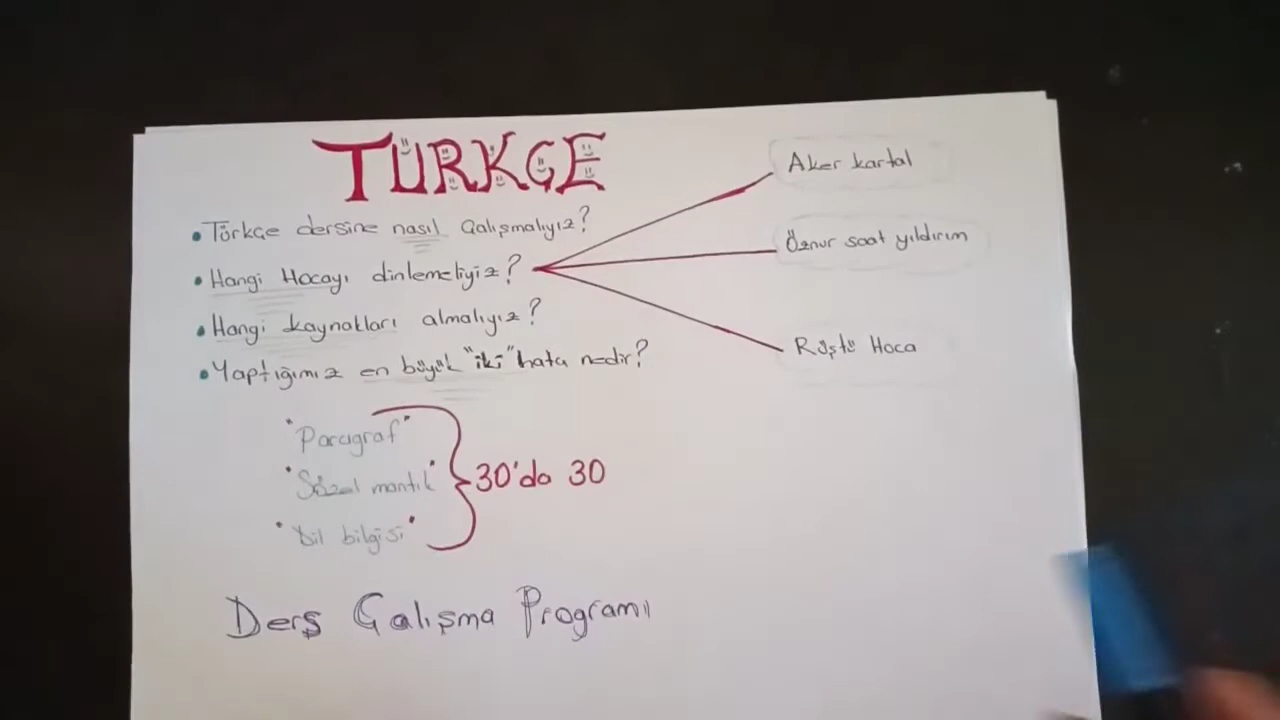 TÜRKÇE
• Türkçe dersine nasıl Çalışmalıyız?
• Hangi Hocayı dinlemeliyiz?
• Hangi kaynakları almalıyız?
• Yaptığımız en büyük "iki" hata nedir?
Aker kartal
Öznur saat yıldırım
Rüştü Hoca
"Paragraf"
"Sözel mantık"
"Dil bilgisi"
30'da 30
Ders Çalışma Programı